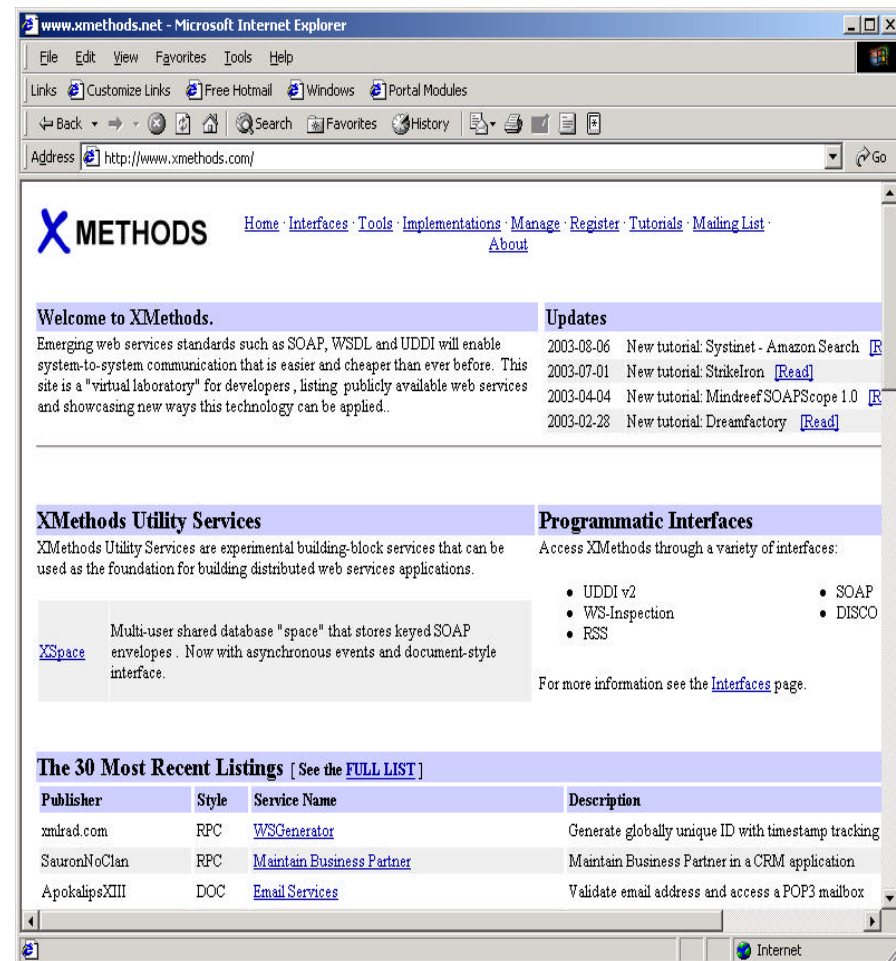 www.xmethods.net - Microsoft Internet Explorer
File Edit View Favorites Tools Help
Links Customize Links Free Hotmail Windows Portal Modules
Back Search Favorites History
Address http://www.xmethods.com/ Go
X METHODS
Home · Interfaces · Tools · Implementations · Manage · Register · Tutorials · Mailing List ·
About
Welcome to XMethods.
Emerging web services standards such as SOAP, WSDL and UDDI will enable
system-to-system communication that is easier and cheaper than ever before. This
site is a "virtual laboratory" for developers , listing publicly available web services
and showcasing new ways this technology can be applied..
Updates
2003-08-06 New tutorial: Systinet - Amazon Search [R
2003-07-01 New tutorial: StrikeIron [Read]
2003-04-04 New tutorial: Mindreef SOAPScope 1.0 [R
2003-02-28 New tutorial: Dreamfactory [Read]
XMethods Utility Services
XMethods Utility Services are experimental building-block services that can be
used as the foundation for building distributed web services applications.
XSpace
Multi-user shared database "space" that stores keyed SOAP
envelopes . Now with asynchronous events and document-style
interface.
Programmatic Interfaces
Access XMethods through a variety of interfaces:
• UDDI v2
• WS-Inspection
• RSS
• SOAP
• DISCO
For more information see the Interfaces page.
The 30 Most Recent Listings [ See the FULL LIST ]
Publisher Style Service Name Description
xmlrad.com RPC WSGenerator Generate globally unique ID with timestamp tracking
SauronNoClan RPC Maintain Business Partner Maintain Business Partner in a CRM application
ApokalipsXIII DOC Email Services Validate email address and access a POP3 mailbox
Internet